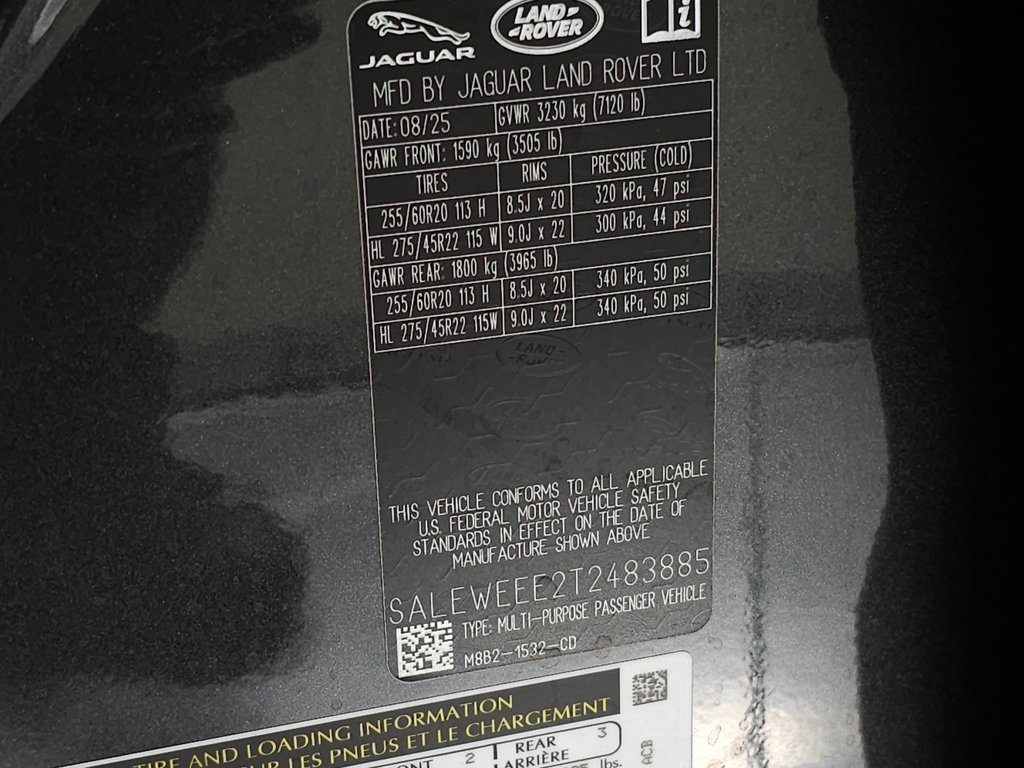 JAGUAR
LAND ROVER
MFD BY JAGUAR LAND ROVER LTD
DATE: 08/25 GVWR 3230 kg (7120 lb)
GAWR FRONT: 1590 kg (3505 lb)
TIRES RIMS PRESSURE (COLD)
255/60R20 113 H 8.5J x 20 320 kPa, 47 psi
HL 275/45R22 115 W 9.0J x 22 300 kPa, 44 psi
GAWR REAR: 1800 kg (3965 lb)
255/60R20 113 H 8.5J x 20 340 kPa, 50 psi
HL 275/45R22 115W 9.0J x 22 340 kPa, 50 psi
THIS VEHICLE CONFORMS TO ALL APPLICABLE
U.S. FEDERAL MOTOR VEHICLE SAFETY
STANDARDS IN EFFECT ON THE DATE OF
MANUFACTURE SHOWN ABOVE
SALEWEEE2T2483885
TYPE: MULTI-PURPOSE PASSENGER VEHICLE
M8B2-1532-CD
TIRE AND LOADING INFORMATION
LES PNEUS ET LE CHARGEMENT
2 REAR 3
ARRIÈRE
lbs.
ACB